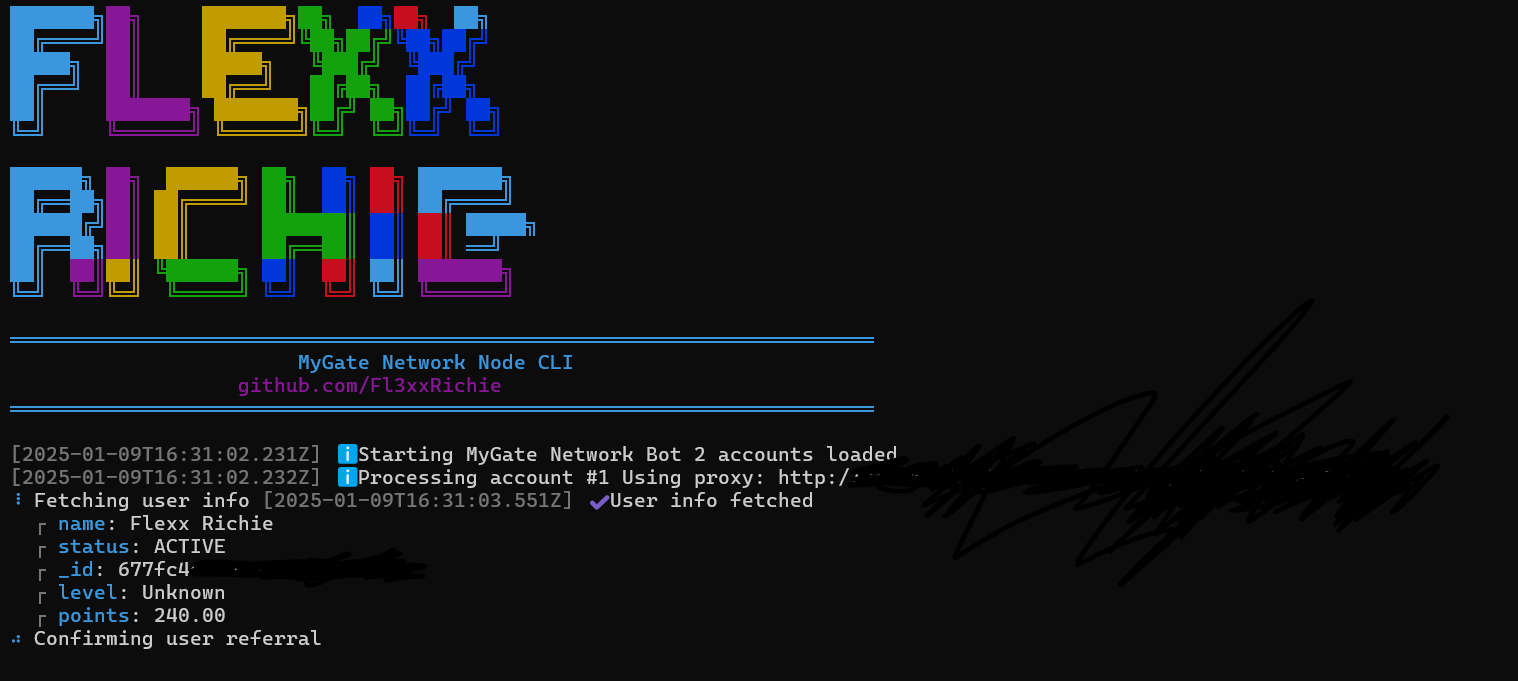 FLEXX
RICHIE
MyGate Network Node CLI
github.com/Fl3xxRichie
[2025-01-09T16:31:02.231Z] ℹ️Starting MyGate Network Bot 2 accounts loaded
[2025-01-09T16:31:02.232Z] ℹ️Processing account #1 Using proxy: http:/
⠸ Fetching user info [2025-01-09T16:31:03.551Z] ✔️User info fetched
┌ name: Flexx Richie
┌ status: ACTIVE
┌ _id: 677fc4
┌ level: Unknown
┌ points: 240.00
⠴ Confirming user referral